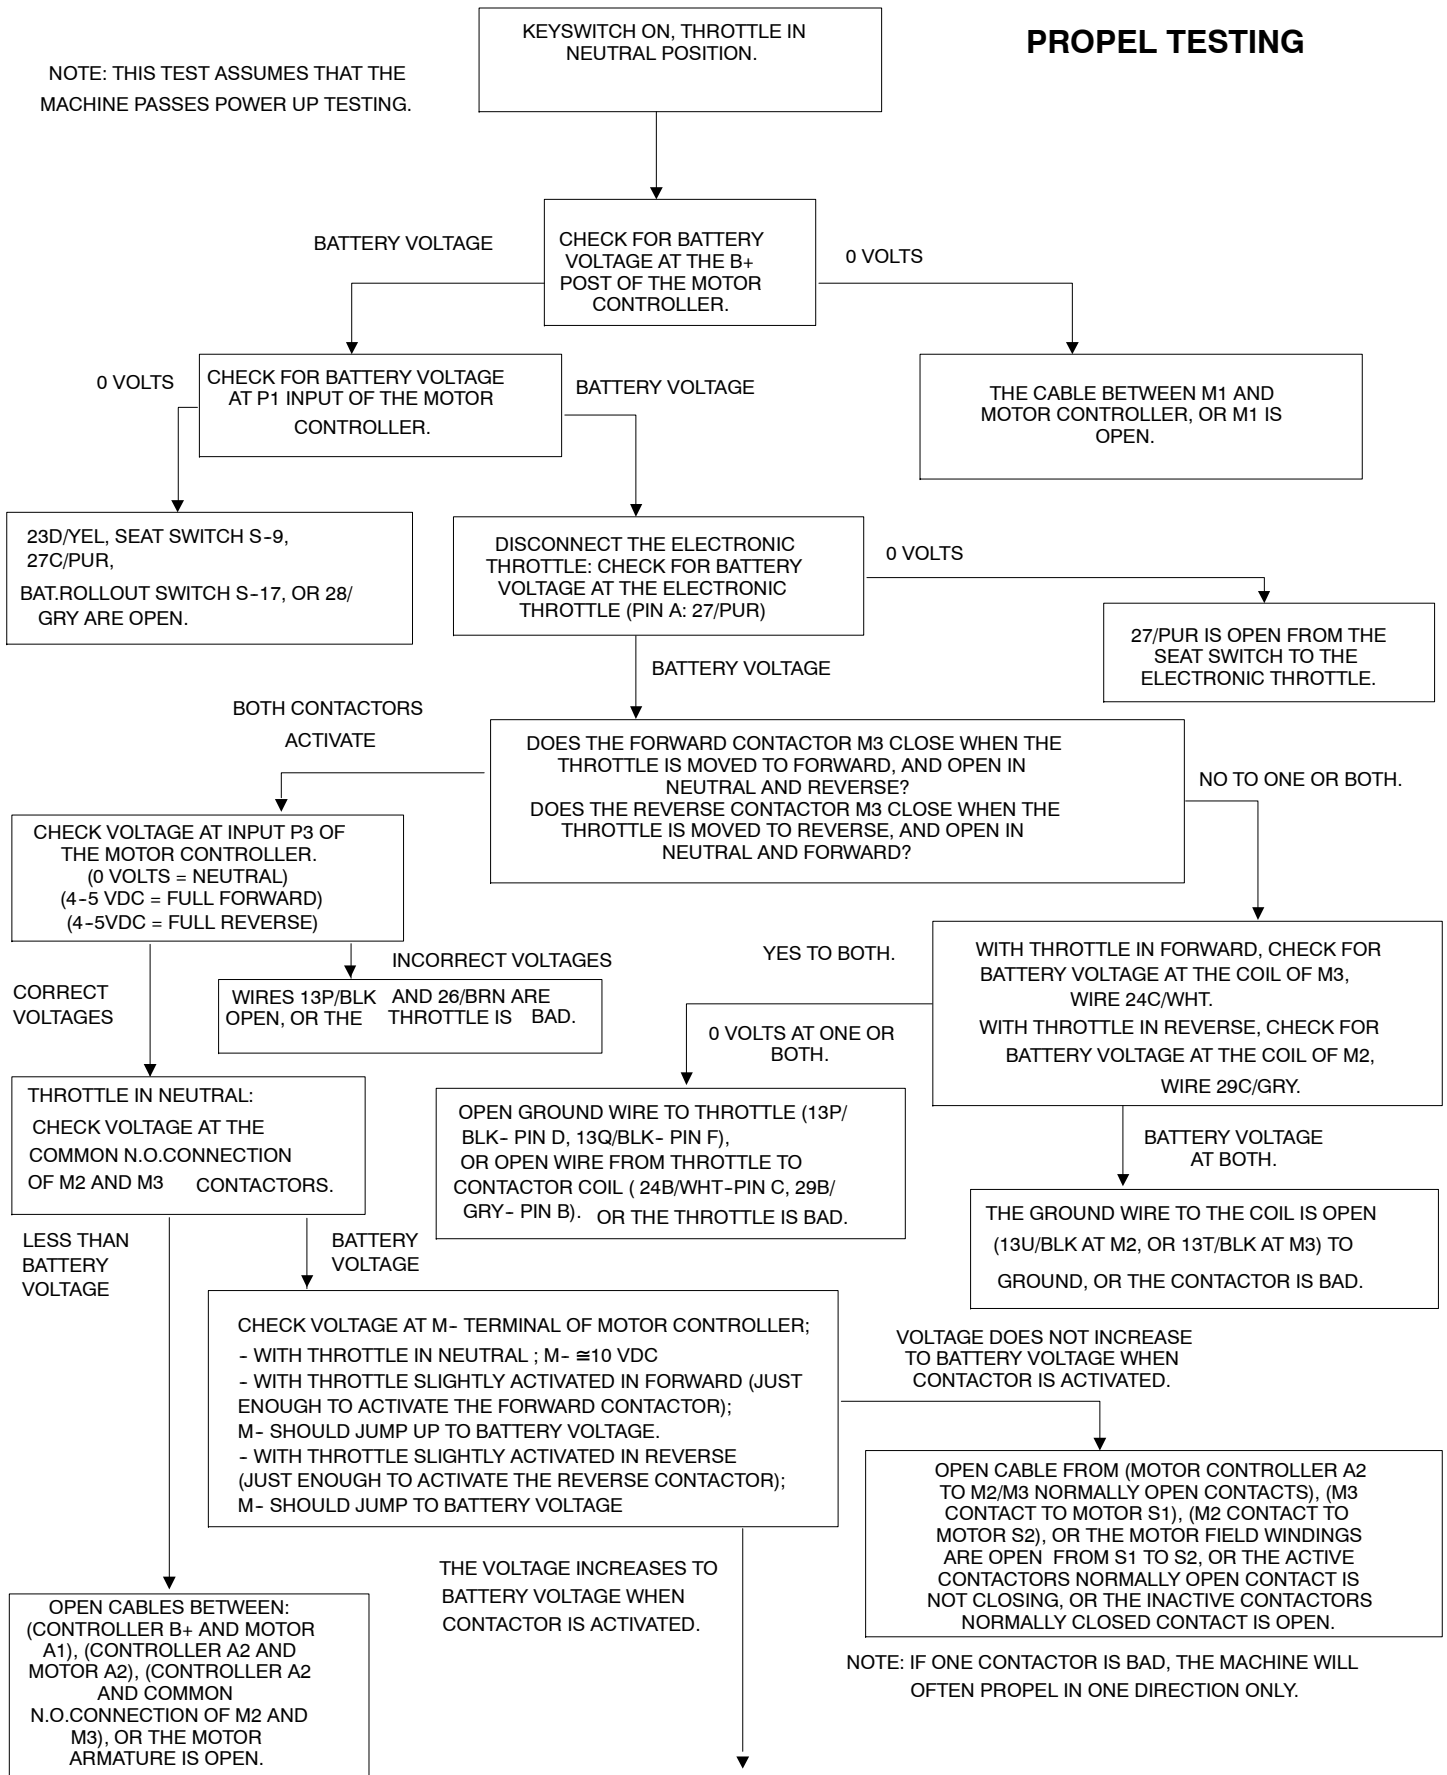 PROPEL TESTING
NOTE: THIS TEST ASSUMES THAT THE
MACHINE PASSES POWER UP TESTING.
KEYSWITCH ON, THROTTLE IN
NEUTRAL POSITION.
BATTERY VOLTAGE
CHECK FOR BATTERY
VOLTAGE AT THE B+
POST OF THE MOTOR
CONTROLLER.
0 VOLTS
0 VOLTS
CHECK FOR BATTERY VOLTAGE
AT P1 INPUT OF THE MOTOR
CONTROLLER.
BATTERY VOLTAGE
THE CABLE BETWEEN M1 AND
MOTOR CONTROLLER, OR M1 IS
OPEN.
23D/YEL, SEAT SWITCH S-9,
27C/PUR,
BAT.ROLLOUT SWITCH S-17, OR 28/
GRY ARE OPEN.
DISCONNECT THE ELECTRONIC
THROTTLE: CHECK FOR BATTERY
VOLTAGE AT THE ELECTRONIC
THROTTLE (PIN A: 27/PUR)
0 VOLTS
27/PUR IS OPEN FROM THE
SEAT SWITCH TO THE
ELECTRONIC THROTTLE.
BATTERY VOLTAGE
BOTH CONTACTORS
ACTIVATE
DOES THE FORWARD CONTACTOR M3 CLOSE WHEN THE
THROTTLE IS MOVED TO FORWARD, AND OPEN IN
NEUTRAL AND REVERSE?
DOES THE REVERSE CONTACTOR M3 CLOSE WHEN THE
THROTTLE IS MOVED TO REVERSE, AND OPEN IN
NEUTRAL AND FORWARD?
NO TO ONE OR BOTH.
CHECK VOLTAGE AT INPUT P3 OF
THE MOTOR CONTROLLER.
(0 VOLTS = NEUTRAL)
(4-5 VDC = FULL FORWARD)
(4-5VDC = FULL REVERSE)
INCORRECT VOLTAGES
WIRES 13P/BLK AND 26/BRN ARE
OPEN, OR THE THROTTLE IS BAD.
CORRECT
VOLTAGES
YES TO BOTH.
0 VOLTS AT ONE OR
BOTH.
WITH THROTTLE IN FORWARD, CHECK FOR
BATTERY VOLTAGE AT THE COIL OF M3,
WIRE 24C/WHT.
WITH THROTTLE IN REVERSE, CHECK FOR
BATTERY VOLTAGE AT THE COIL OF M2,
WIRE 29C/GRY.
THROTTLE IN NEUTRAL:
CHECK VOLTAGE AT THE
COMMON N.O.CONNECTION
OF M2 AND M3 CONTACTORS.
OPEN GROUND WIRE TO THROTTLE (13P/
BLK- PIN D, 13Q/BLK- PIN F),
OR OPEN WIRE FROM THROTTLE TO
CONTACTOR COIL ( 24B/WHT-PIN C, 29B/
GRY- PIN B). OR THE THROTTLE IS BAD.
BATTERY VOLTAGE
AT BOTH.
THE GROUND WIRE TO THE COIL IS OPEN
(13U/BLK AT M2, OR 13T/BLK AT M3) TO
GROUND, OR THE CONTACTOR IS BAD.
LESS THAN
BATTERY
VOLTAGE
BATTERY
VOLTAGE
CHECK VOLTAGE AT M- TERMINAL OF MOTOR CONTROLLER;
- WITH THROTTLE IN NEUTRAL ; M- ≅10 VDC
- WITH THROTTLE SLIGHTLY ACTIVATED IN FORWARD (JUST
ENOUGH TO ACTIVATE THE FORWARD CONTACTOR);
M- SHOULD JUMP UP TO BATTERY VOLTAGE.
- WITH THROTTLE SLIGHTLY ACTIVATED IN REVERSE
(JUST ENOUGH TO ACTIVATE THE REVERSE CONTACTOR);
M- SHOULD JUMP TO BATTERY VOLTAGE
VOLTAGE DOES NOT INCREASE
TO BATTERY VOLTAGE WHEN
CONTACTOR IS ACTIVATED.
OPEN CABLE FROM (MOTOR CONTROLLER A2
TO M2/M3 NORMALLY OPEN CONTACTS), (M3
CONTACT TO MOTOR S1), (M2 CONTACT TO
MOTOR S2), OR THE MOTOR FIELD WINDINGS
ARE OPEN FROM S1 TO S2, OR THE ACTIVE
CONTACTORS NORMALLY OPEN CONTACT IS
NOT CLOSING, OR THE INACTIVE CONTACTORS
NORMALLY CLOSED CONTACT IS OPEN.
THE VOLTAGE INCREASES TO
BATTERY VOLTAGE WHEN
CONTACTOR IS ACTIVATED.
OPEN CABLES BETWEEN:
(CONTROLLER B+ AND MOTOR
A1), (CONTROLLER A2 AND
MOTOR A2), (CONTROLLER A2
AND COMMON
N.O.CONNECTION OF M2 AND
M3), OR THE MOTOR
ARMATURE IS OPEN.
NOTE: IF ONE CONTACTOR IS BAD, THE MACHINE WILL
OFTEN PROPEL IN ONE DIRECTION ONLY.